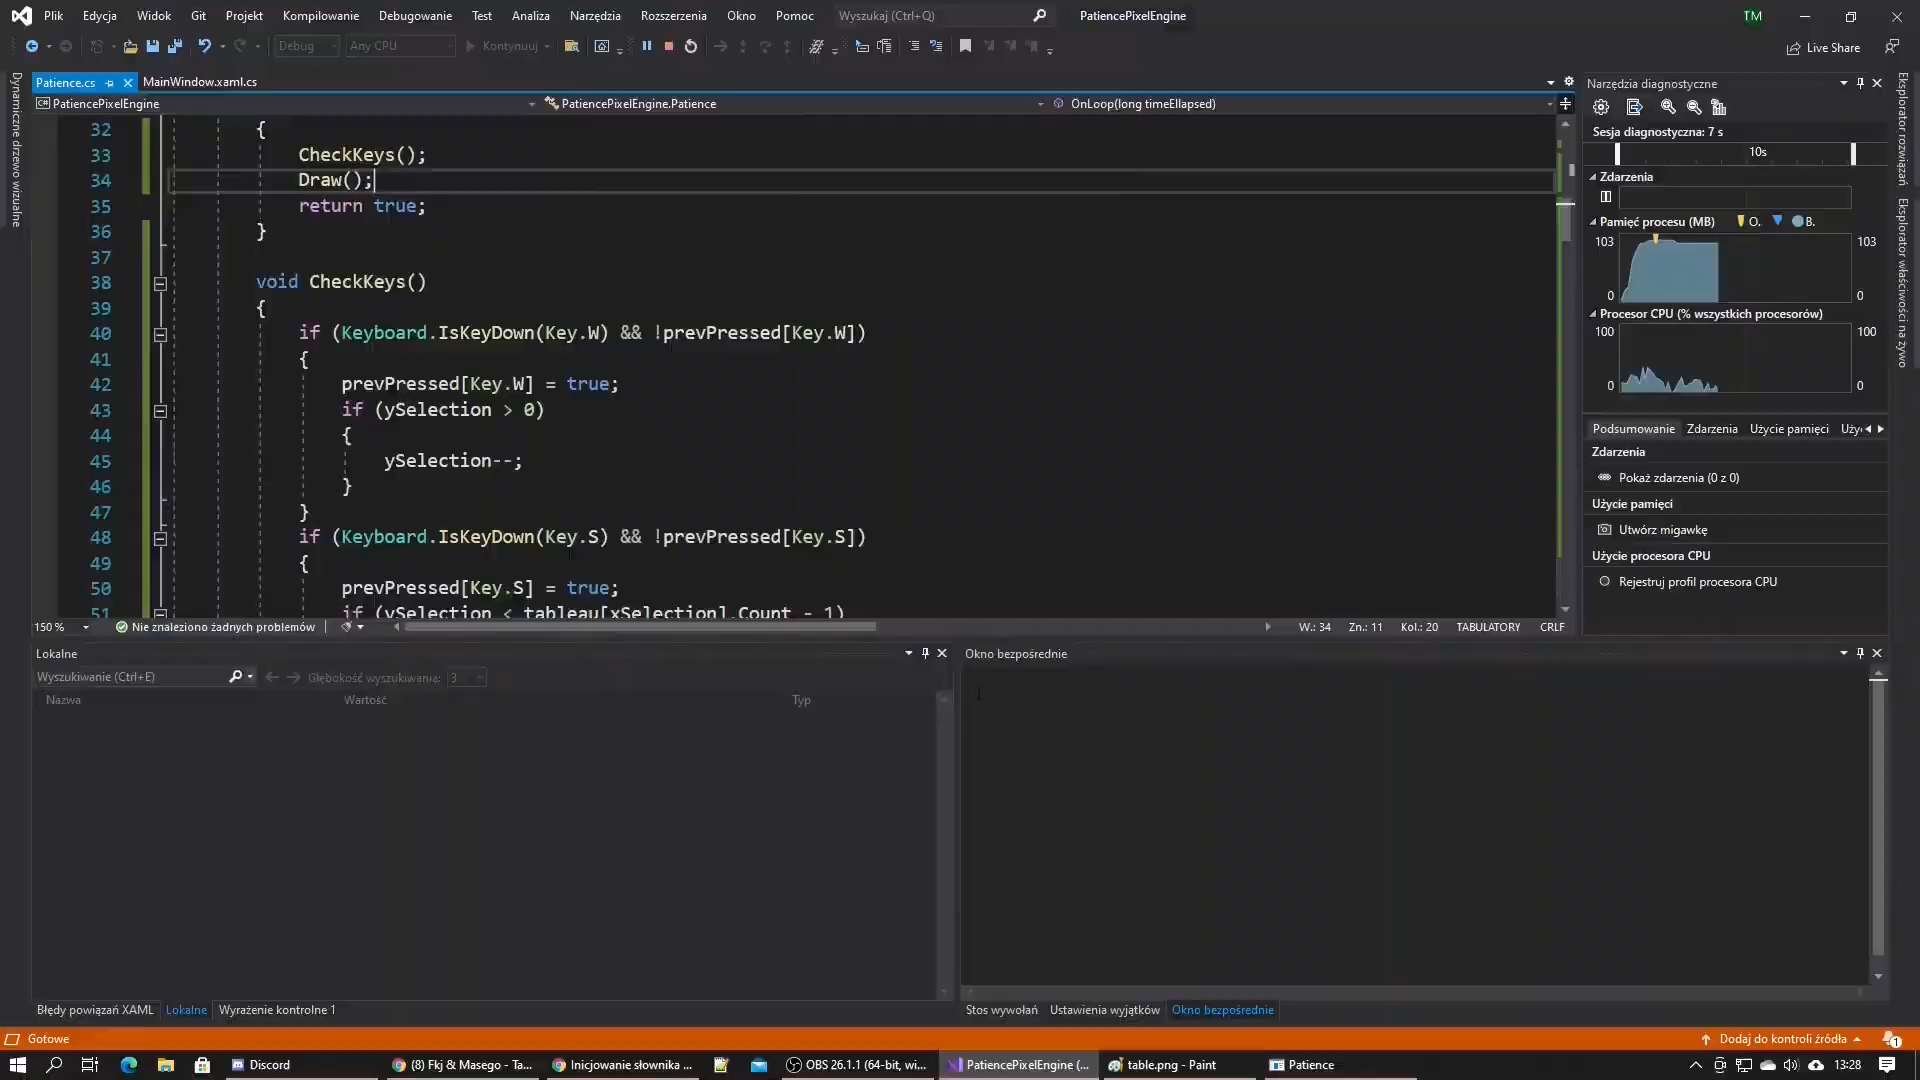 Plik Edycja Widok Git Projekt Kompilowanie Debugowanie Test Analiza Narzędzia Rozszerzenia Okno Pomoc Wyszukaj (Ctrl+Q) PatiencePixelEngine TM
Debug Any CPU Kontynuuj Live Share
Dynamiczne drzewo wizualne
Patience.cs MainWindow.xaml.cs
PatiencePixelEngine PatiencePixelEngine.Patience OnLoop(long timeEllapsed)
32 {
33 CheckKeys();
34 Draw();
35 return true;
36 }
37
38 void CheckKeys()
39 {
40 if (Keyboard.IsKeyDown(Key.W) && !prevPressed[Key.W])
41 {
42 prevPressed[Key.W] = true;
43 if (ySelection > 0)
44 {
45 ySelection--;
46 }
47 }
48 if (Keyboard.IsKeyDown(Key.S) && !prevPressed[Key.S])
49 {
50 prevPressed[Key.S] = true;
51 if (ySelection < tableau[xSelection].Count - 1)
150 % Nie znaleziono żadnych problemów W.: 34 Zn.: 11 Kol.: 20 TABULATORY CRLF
Narzędzia diagnostyczne
Sesja diagnostyczna: 7 s
10s
Zdarzenia
Pamięć procesu (MB) O.. B.
103 103
0 0
Procesor CPU (% wszystkich procesorów)
100 100
0 0
Podsumowanie Zdarzenia Użycie pamięci Użyc
Zdarzenia
Pokaż zdarzenia (0 z 0)
Użycie pamięci
Utwórz migawkę
Użycie procesora CPU
Rejestruj profil procesora CPU
Eksplorator rozwiązań
Eksplorator właściwości na żywo
Lokalne
Wyszukiwanie (Ctrl+E) Głębokość wyszukiwania: 3
Nazwa Wartość Typ
Okno bezpośrednie
Błędy powiązań XAML Lokalne Wyrażenie kontrolne 1
Stos wywołań Ustawienia wyjątków Okno bezpośrednie
Gotowe Dodaj do kontroli źródła 1
Discord (8) Fkj & Masego - Ta... Inicjowanie słownika ... OBS 26.1.1 (64-bit, wi... PatiencePixelEngine (... table.png - Paint Patience 13:28